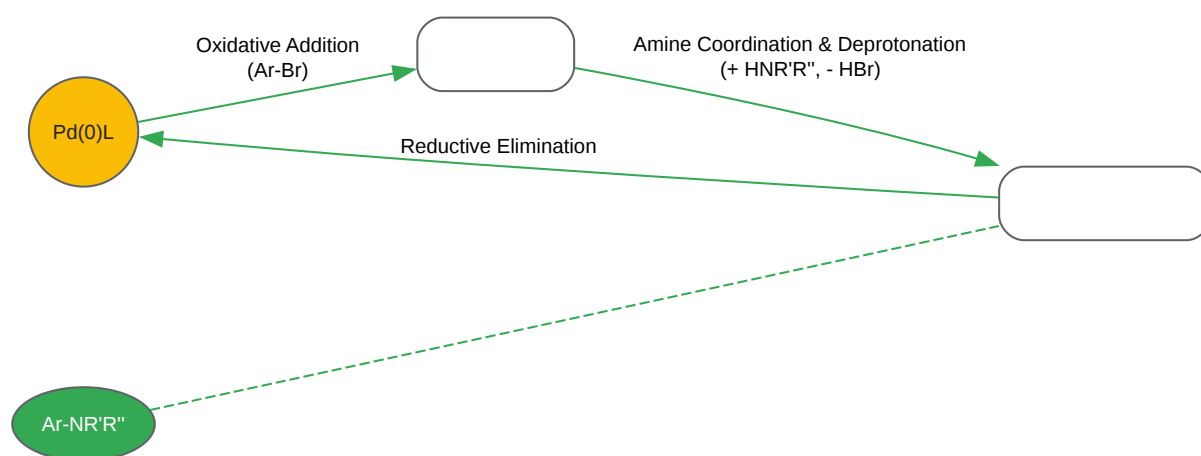 Oxidative Addition
(Ar-Br)
Amine Coordination & Deprotonation
(+ HNR'R'', - HBr)
Pd(0)L
Reductive Elimination
Ar-NR'R''